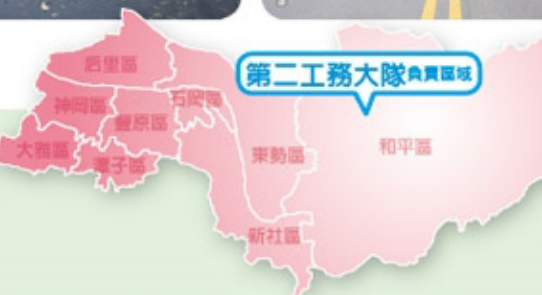 后里區
第二工務大隊負責區域
神岡區
石岡區
豐原區
大雅區
潭子區
東勢區
和平區
新社區